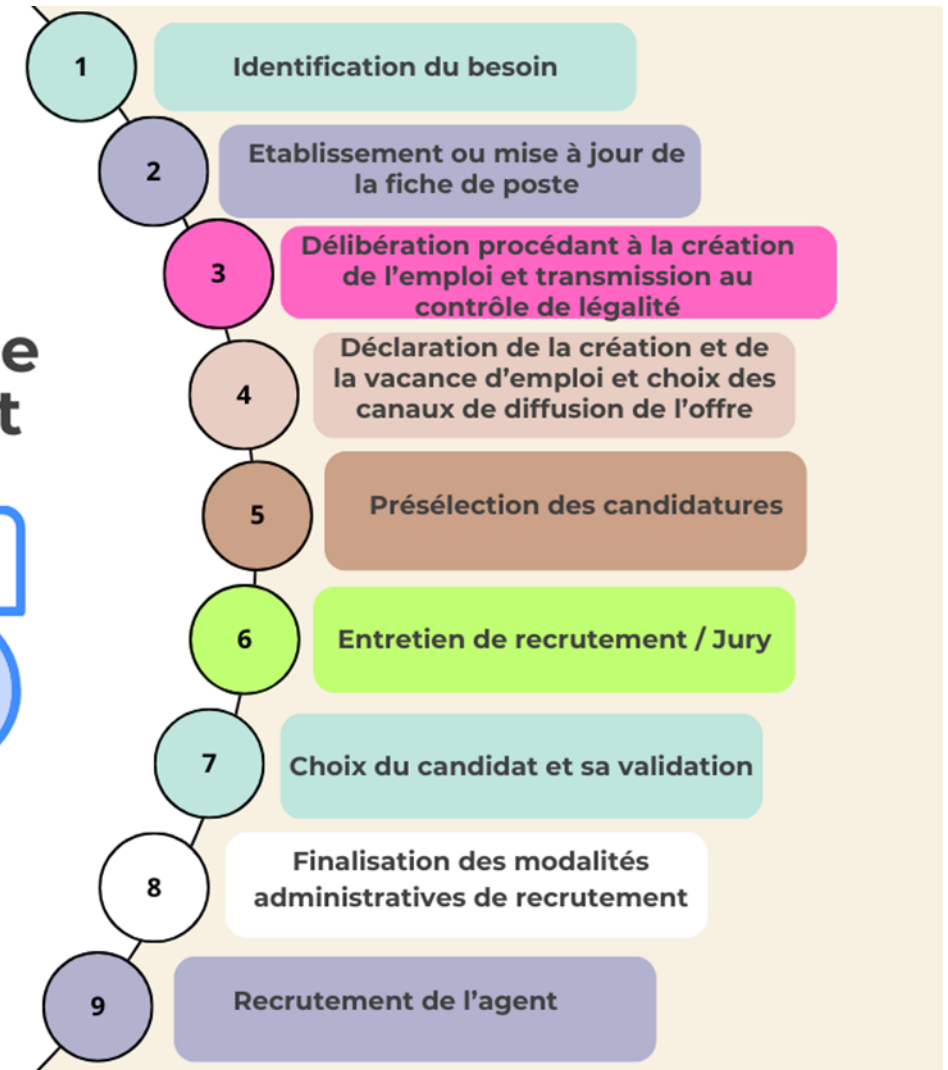 1
Identification du besoin
2
Etablissement ou mise à jour de
la fiche de poste
3
Délibération procédant à la création
de l'emploi et transmission au
contrôle de légalité
e
t
4
Déclaration de la création et de
la vacance d'emploi et choix des
canaux de diffusion de l'offre
5
Présélection des candidatures
6
Entretien de recrutement / Jury
7
Choix du candidat et sa validation
8
Finalisation des modalités
administratives de recrutement
9
Recrutement de l'agent